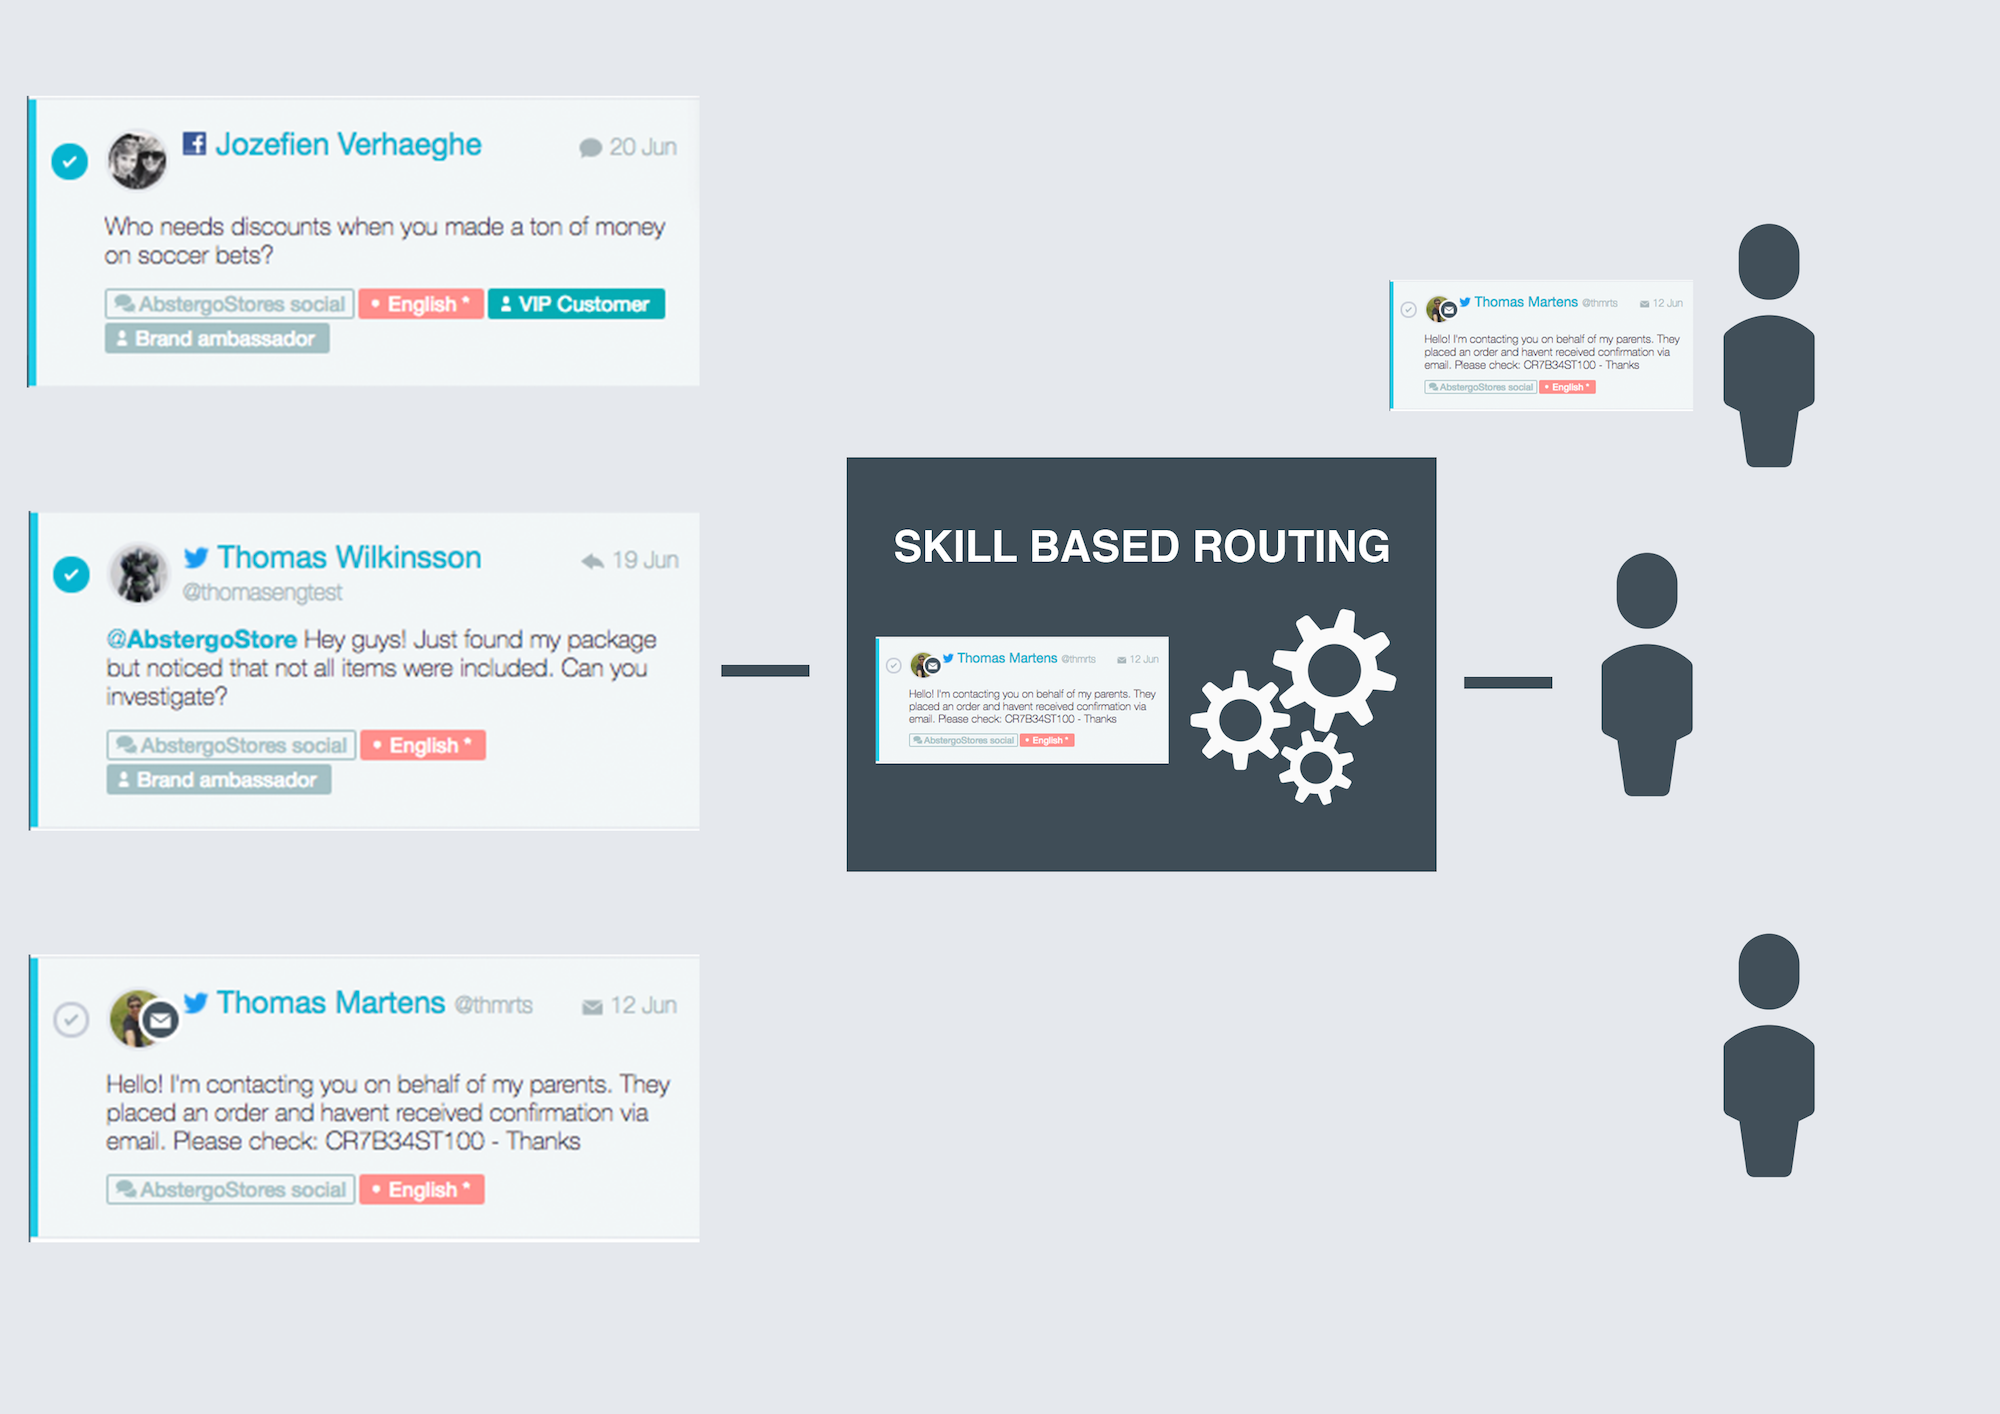 Jozefien Verhaeghe 20 Jun
Who needs discounts when you made a ton of money
on soccer bets?
AbstergoStores social • English * VIP Customer
Brand ambassador
Thomas Wilkinsson 19 Jun
@thomasengtest
@AbstergoStore Hey guys! Just found my package
but noticed that not all items were included. Can you
investigate?
AbstergoStores social • English *
Brand ambassador
Thomas Martens @thmrts 12 Jun
Hello! I'm contacting you on behalf of my parents. They
placed an order and havent received confirmation via
email. Please check: CR7B34ST100 - Thanks
AbstergoStores social • English *
SKILL BASED ROUTING
Thomas Martens @thmrts 12 Jun
Hello! I'm contacting you on behalf of my parents. They
placed an order and havent received confirmation via
email. Please check: CR7B34ST100 - Thanks
AbstergoStores social • English *
Thomas Martens @thmrts 12 Jun
Hello! I'm contacting you on behalf of my parents. They
placed an order and havent received confirmation via
email. Please check: CR7B34ST100 - Thanks
AbstergoStores social • English *